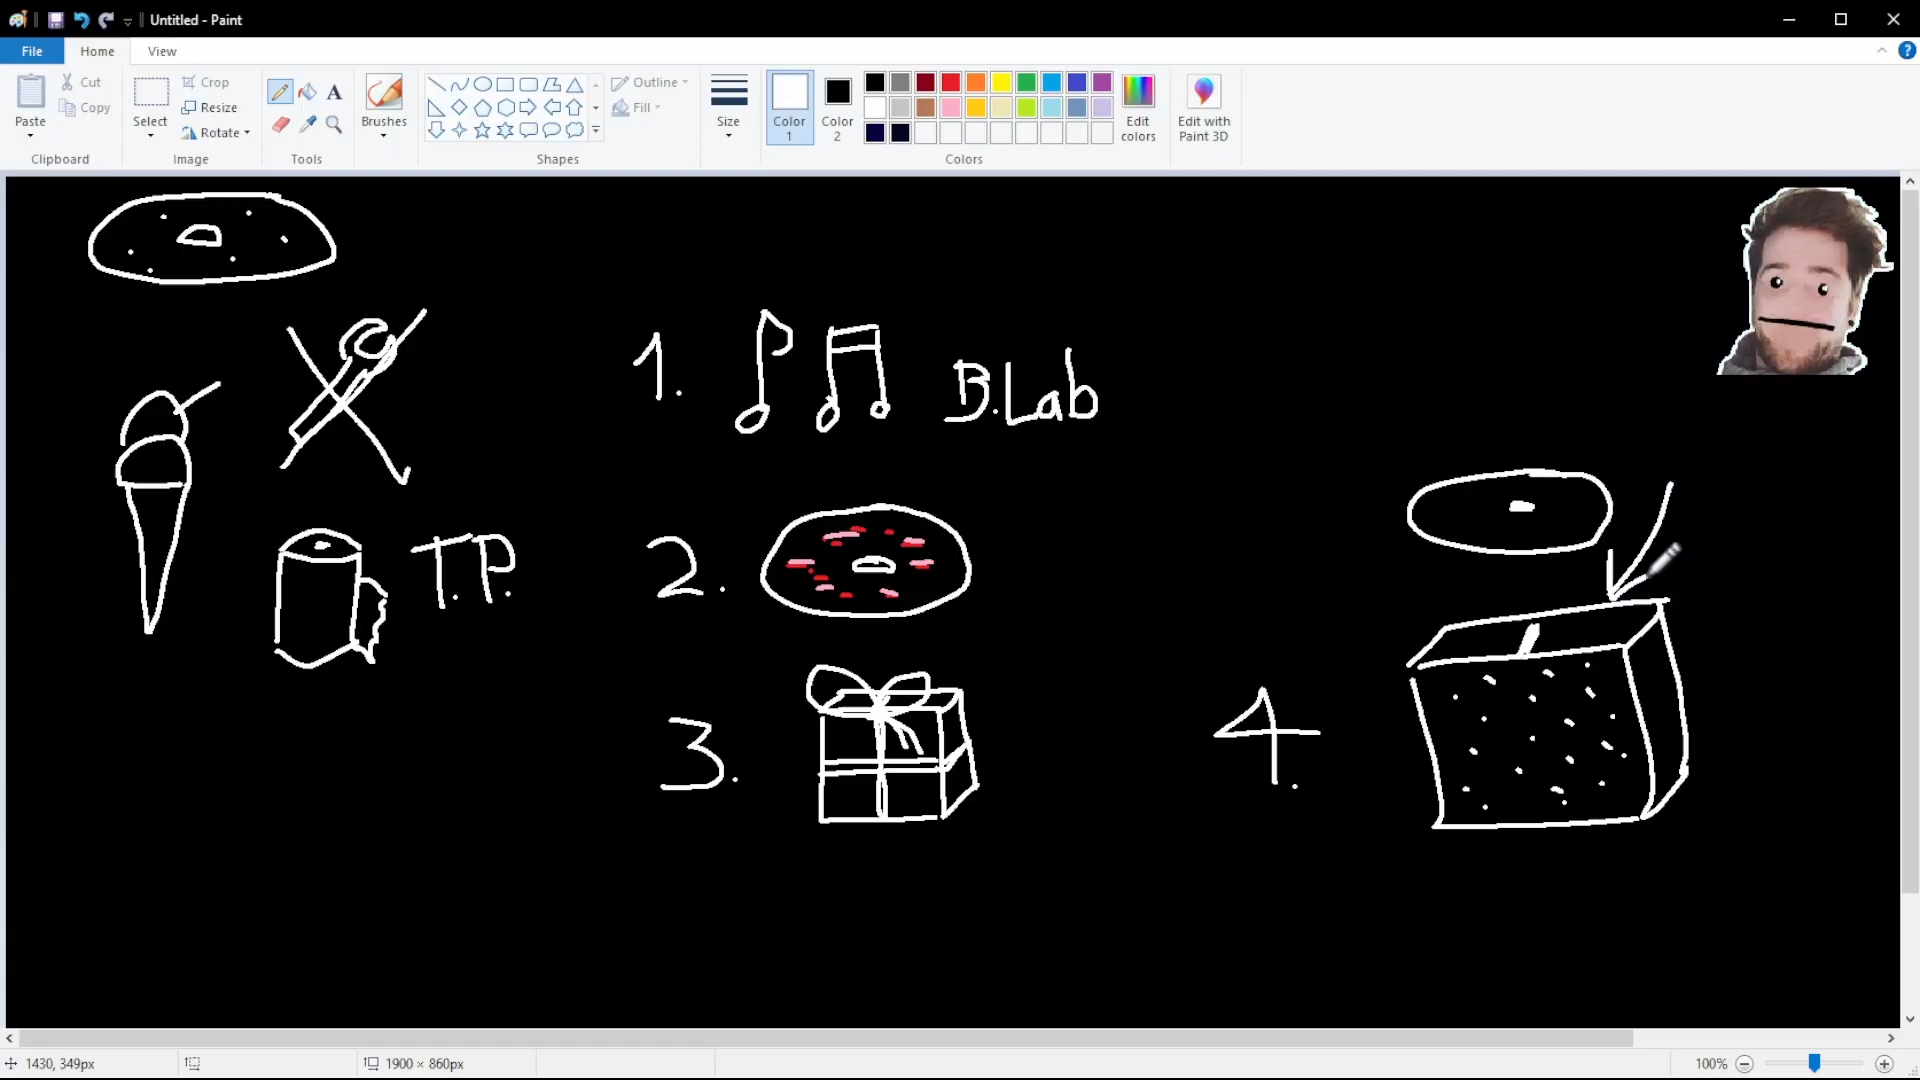 Untitled - Paint
File Home View
Paste Cut Copy Select Crop Resize Rotate Brushes Outline Fill Size Color 1 Color 2 Edit colors Edit with Paint 3D
Clipboard Image Tools Shapes Colors
1. B.Lab
T.P. 2.
3. 4.
1430, 349px 1900 × 860px 100%